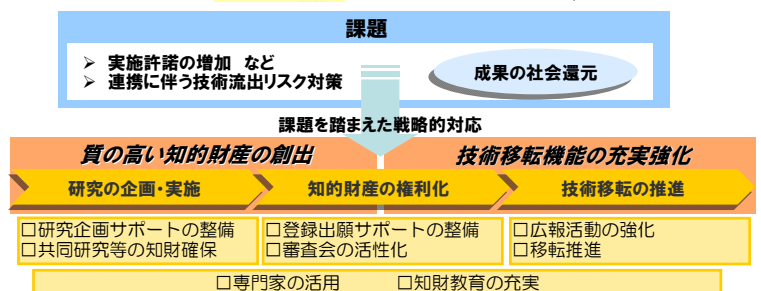 課題
➢ 実施許諾の増加 など
➢ 連携に伴う技術流出リスク対策
成果の社会還元
課題を踏まえた戦略的対応
質の高い知的財産の創出
技術移転機能の充実強化
研究の企画・実施
知的財産の権利化
技術移転の推進
□研究企画サポートの整備
□共同研究等の知財確保
□登録出願サポートの整備
□審査会の活性化
□広報活動の強化
□移転推進
□専門家の活用 □知財教育の充実